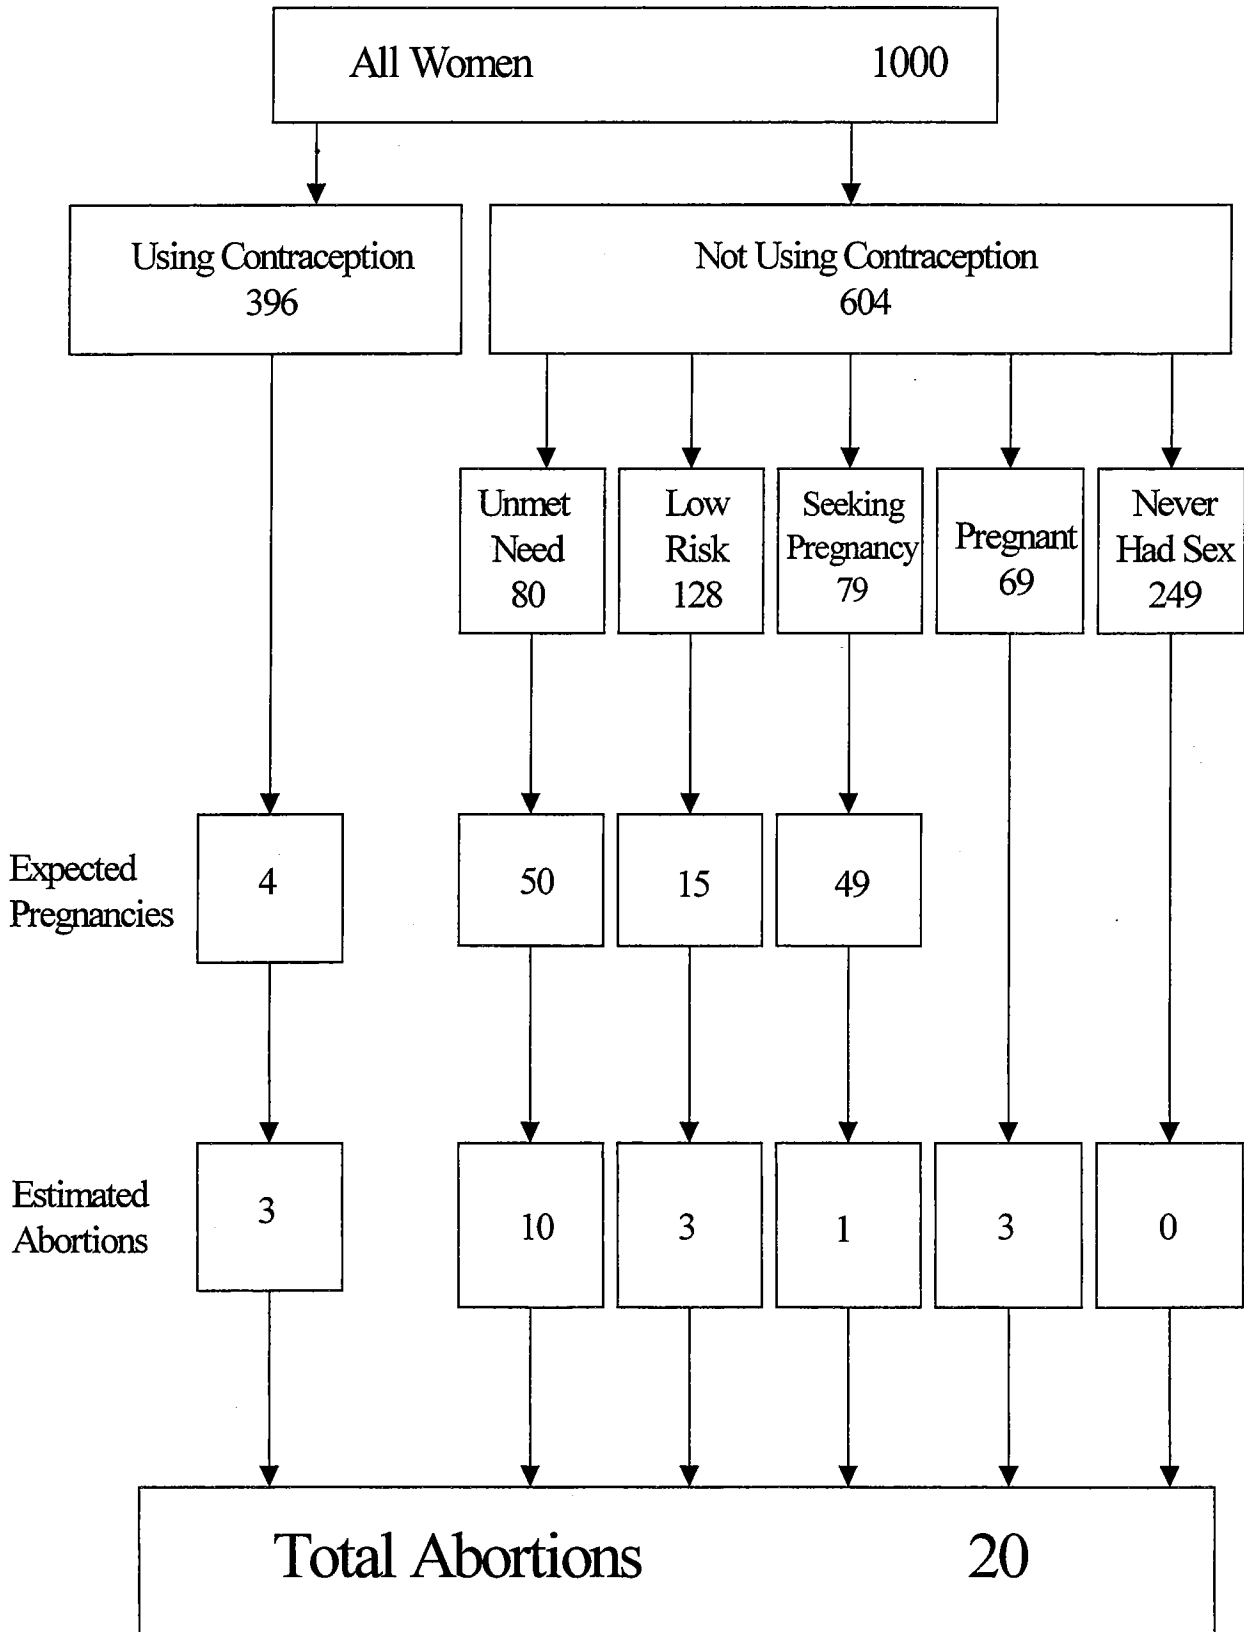 All Women 1000
Using Contraception
396
Not Using Contraception
604
Unmet
Need
80
Low
Risk
128
Seeking
Pregnancy
79
Pregnant
69
Never
Had Sex
249
Expected
Pregnancies
4
50
15
49
Estimated
Abortions
3
10
3
1
3
0
Total Abortions 20